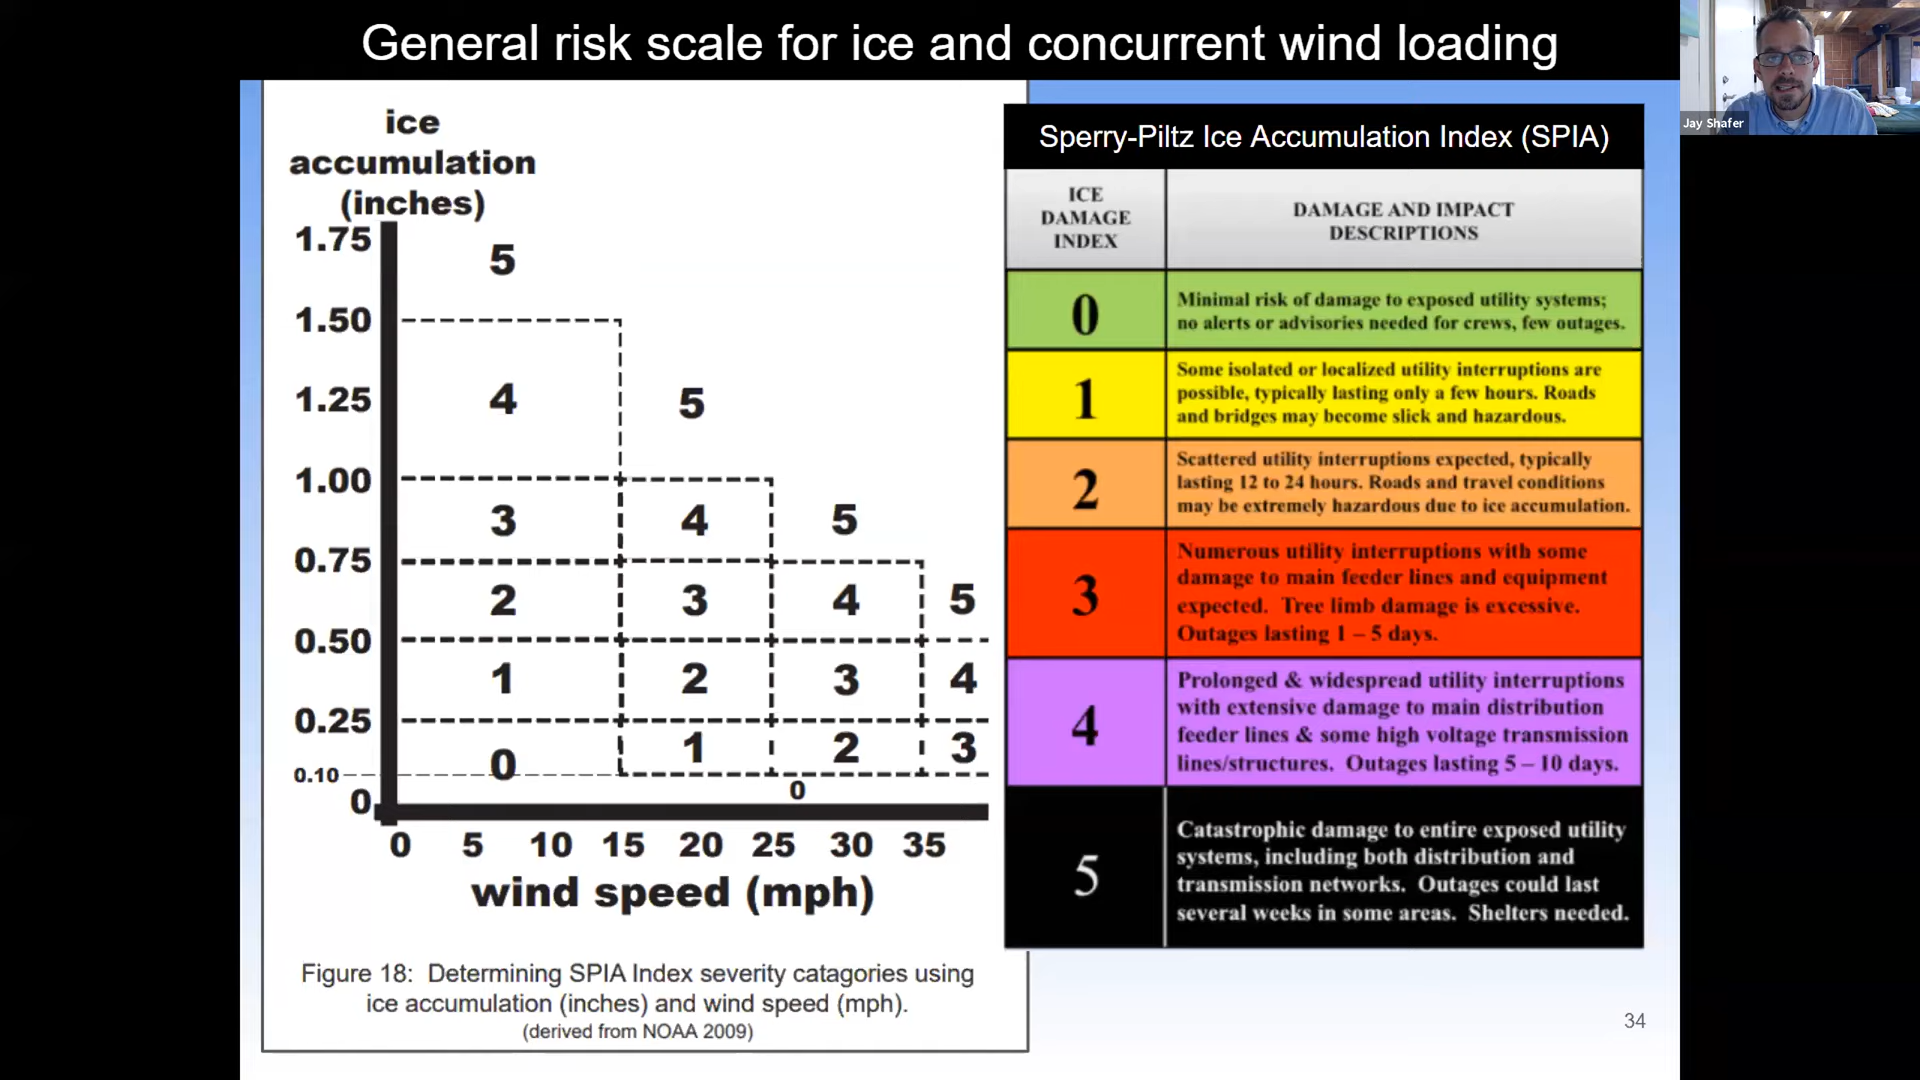 General risk scale for ice and concurrent wind loading
Jay Shafer
ice
accumulation
(inches)
1.75
5
1.50
1.25
4
5
1.00
3
4
5
0.75
2
3
4
5
0.50
1
2
3
4
0.25
0
1
2
3
0.10
0
0
0 5 10 15 20 25 30 35
wind speed (mph)
Figure 18: Determining SPIA Index severity catagories using
ice accumulation (inches) and wind speed (mph).
(derived from NOAA 2009)
Sperry-Piltz Ice Accumulation Index (SPIA)
ICE
DAMAGE
INDEX
DAMAGE AND IMPACT
DESCRIPTIONS
0
Minimal risk of damage to exposed utility systems;
no alerts or advisories needed for crews, few outages.
1
Some isolated or localized utility interruptions are
possible, typically lasting only a few hours. Roads
and bridges may become slick and hazardous.
2
Scattered utility interruptions expected, typically
lasting 12 to 24 hours. Roads and travel conditions
may be extremely hazardous due to ice accumulation.
3
Numerous utility interruptions with some
damage to main feeder lines and equipment
expected. Tree limb damage is excessive.
Outages lasting 1 – 5 days.
4
Prolonged & widespread utility interruptions
with extensive damage to main distribution
feeder lines & some high voltage transmission
lines/structures. Outages lasting 5 – 10 days.
5
Catastrophic damage to entire exposed utility
systems, including both distribution and
transmission networks. Outages could last
several weeks in some areas. Shelters needed.
34